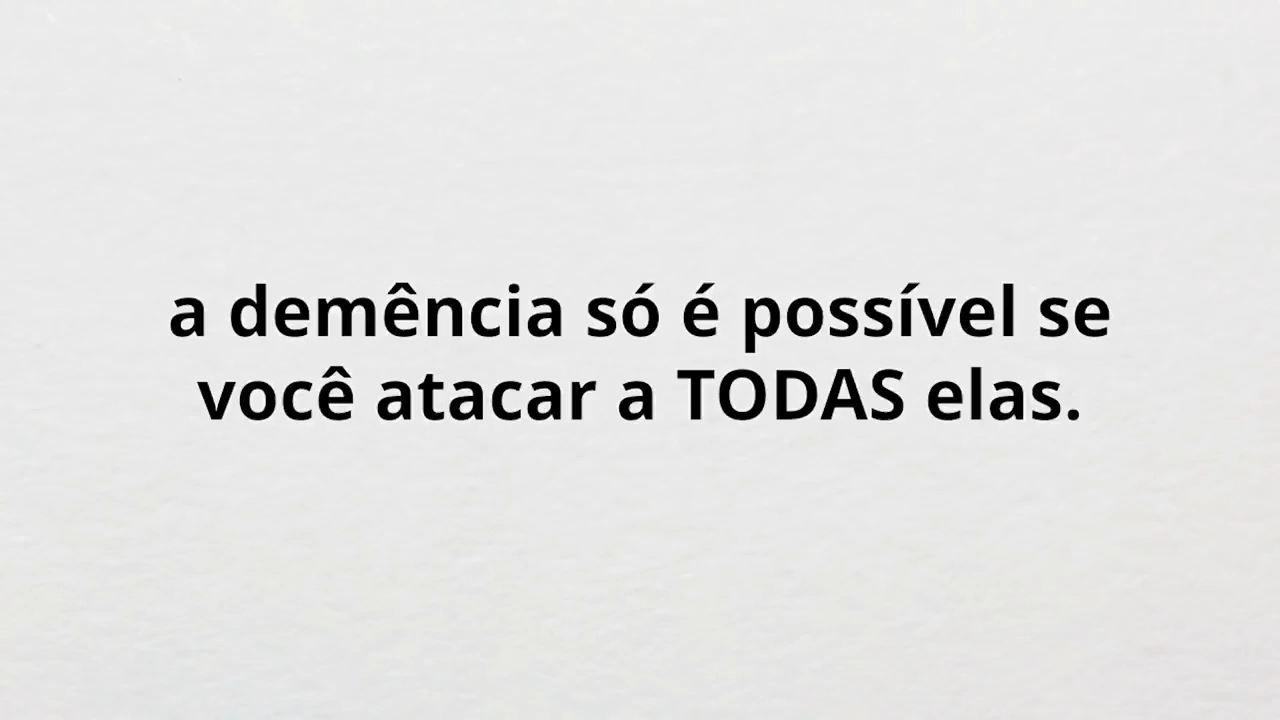 a demência só é possível se
você atacar a TODAS elas.